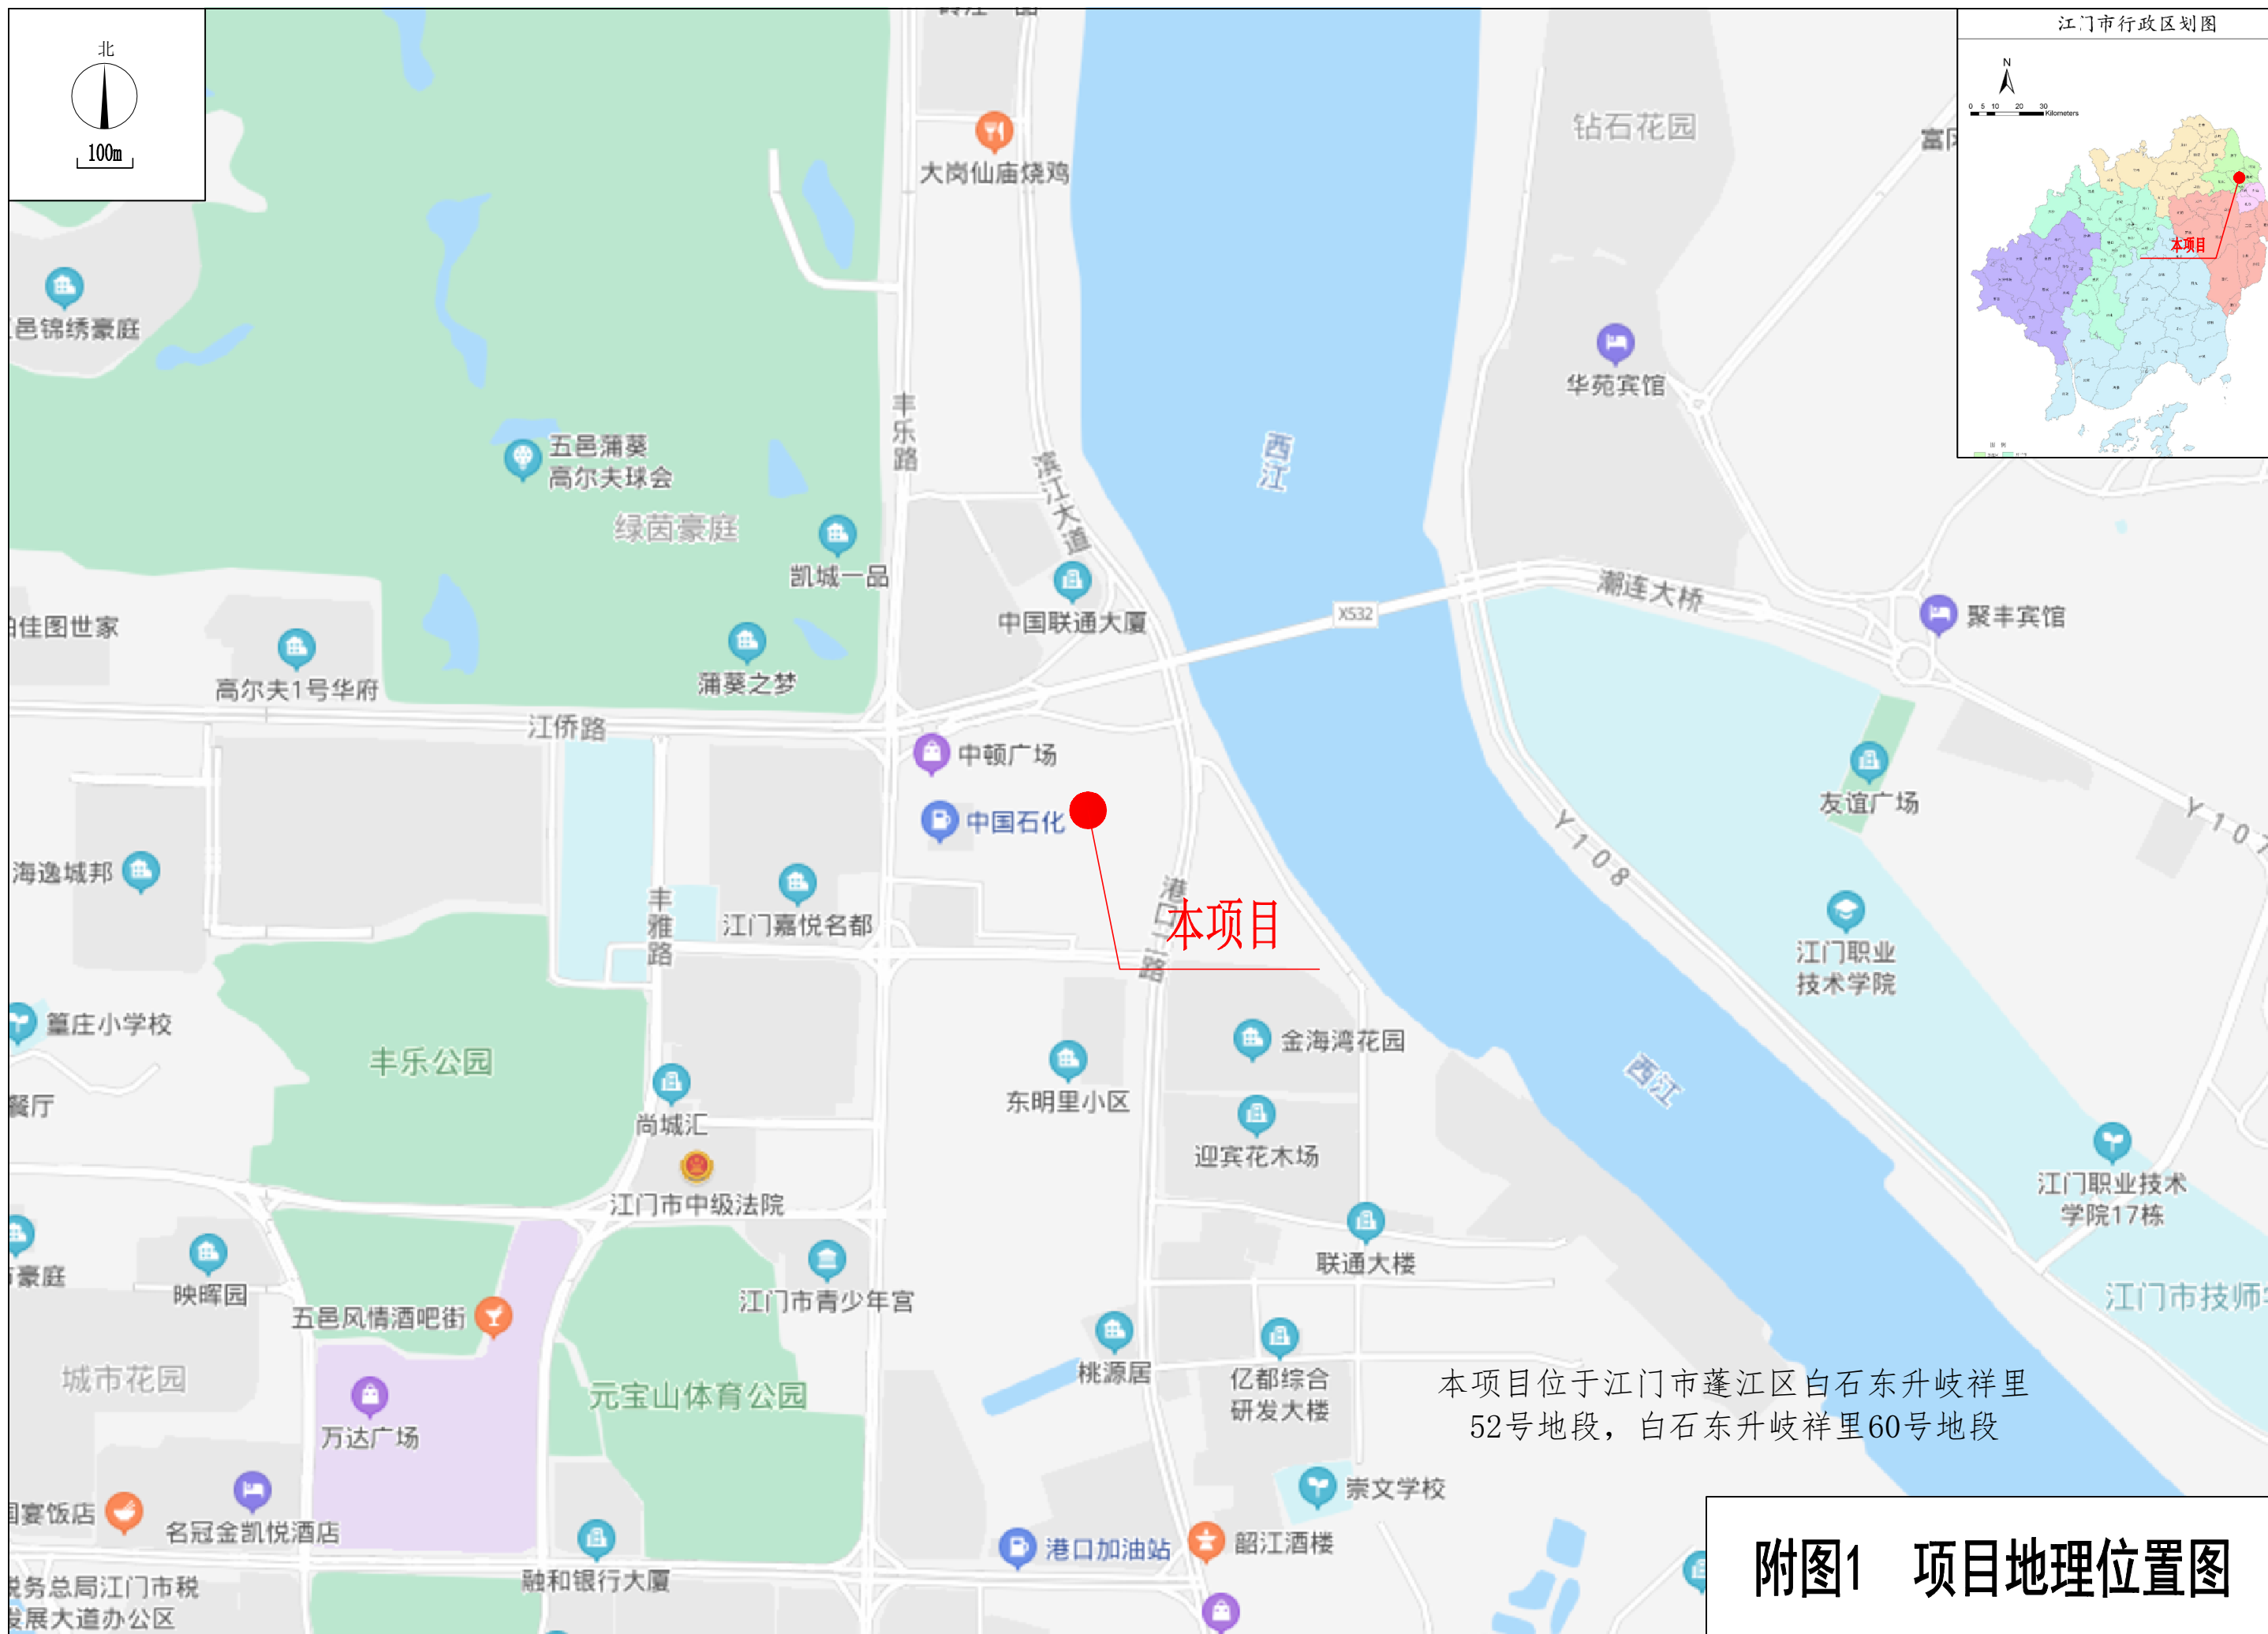 北
100m
江门市行政区划图
N
0 5 10 20 30
Kilometers
本项目
大岗仙庙烧鸡
钻石花园
邑锦绣豪庭
华苑宾馆
丰乐路
西江
五邑蒲葵
高尔夫球会
滨江大道
绿茵豪庭
凯城一品
中国联通大厦
X532
潮连大桥
聚丰宾馆
佳图世家
高尔夫1号华府
蒲葵之梦
江侨路
中顿广场
友谊广场
中国石化
Y108
Y107
海逸城邦
丰雅路
江门嘉悦名都
港口一路
本项目
江门职业
技术学院
篁庄小学校
丰乐公园
金海湾花园
东明里小区
西江
餐厅
尚城汇
迎宾花木场
江门市中级法院
江门职业技术
学院17栋
联通大楼
豪庭
映晖园
江门市青少年宫
五邑风情酒吧街
江门市技师
城市花园
桃源居
亿都综合
研发大楼
元宝山体育公园
万达广场
本项目位于江门市蓬江区白石东升岐祥里
52号地段，白石东升岐祥里60号地段
宴饭店
名冠金凯悦酒店
崇文学校
港口加油站
韶江酒楼
融和银行大厦
税务总局江门市税
发展大道办公区
附图1 项目地理位置图